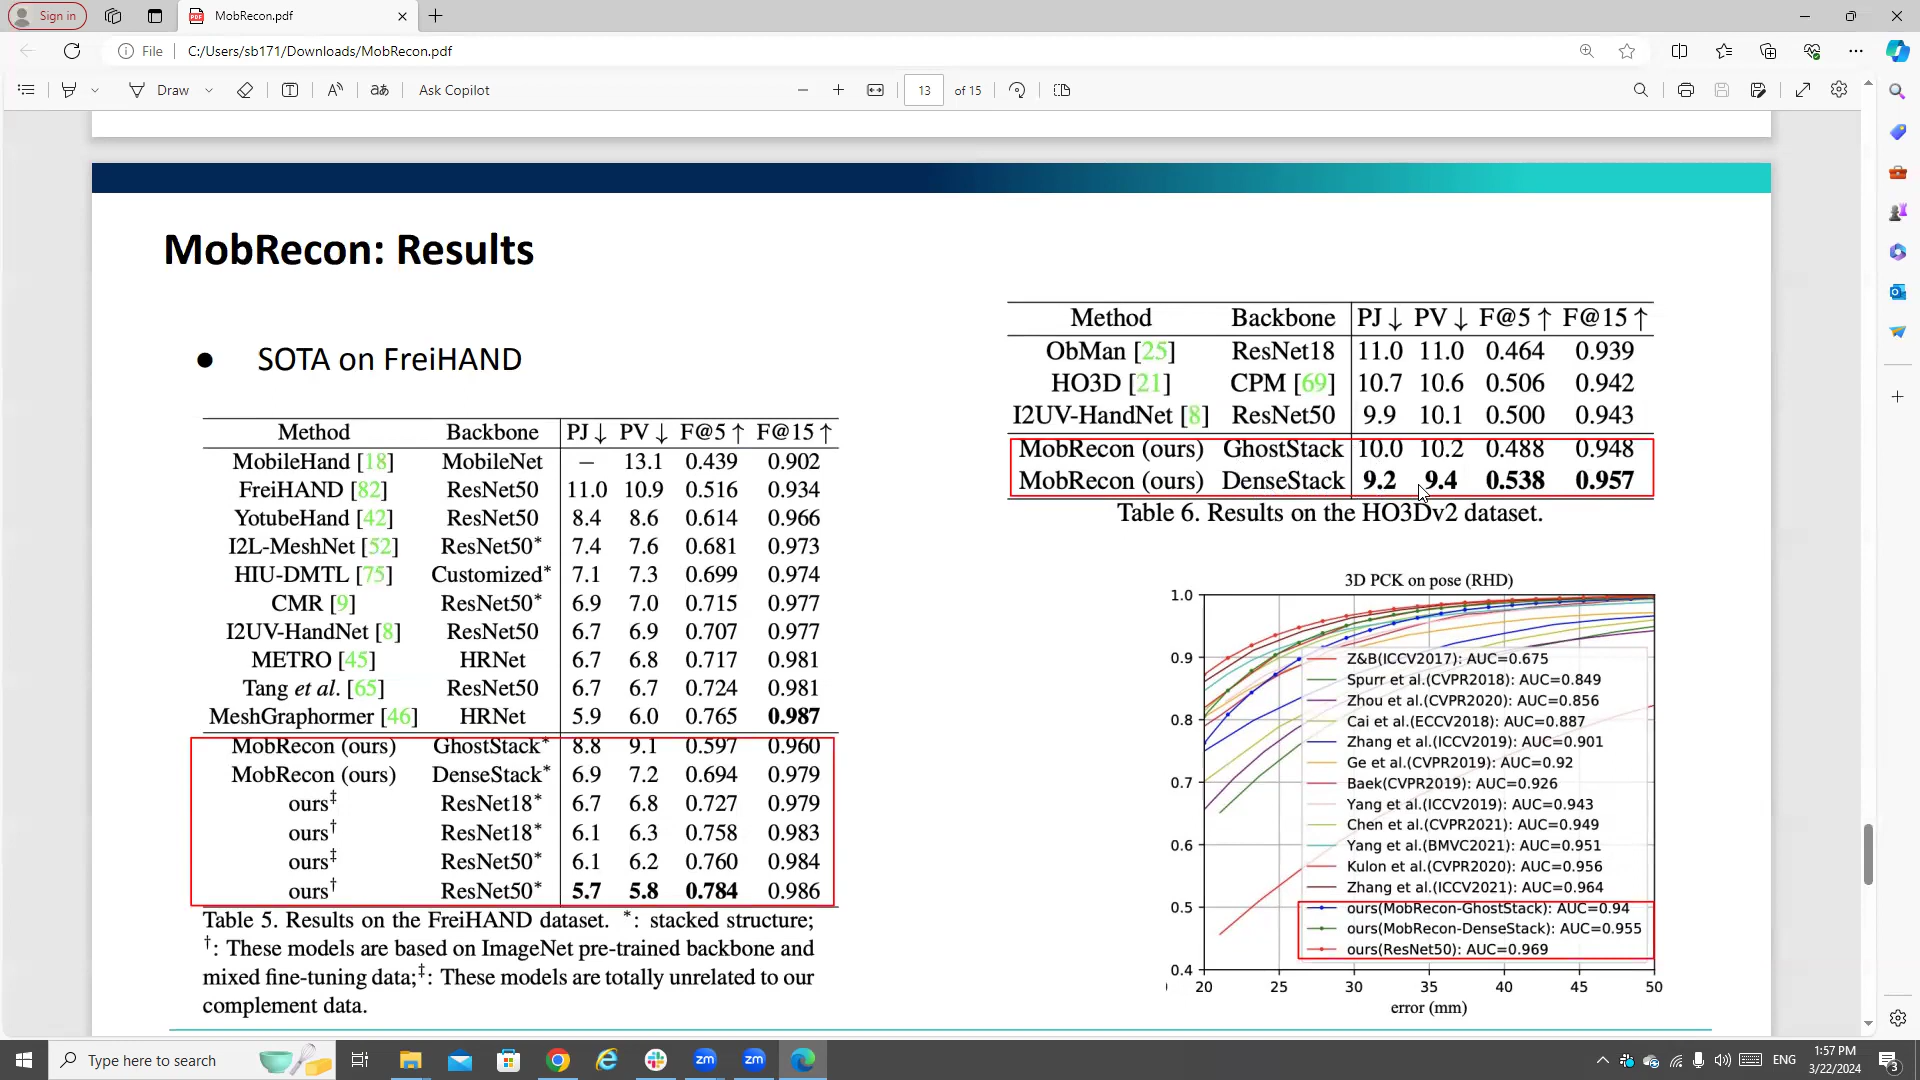 Sign in
MobRecon.pdf
File
C:/Users/sb171/Downloads/MobRecon.pdf
Draw
Ask Copilot
13 of 15
MobRecon: Results
● SOTA on FreiHAND
Method Backbone PJ↓ PV↓ F@5↑ F@15↑
MobileHand [18] MobileNet – 13.1 0.439 0.902
FreiHAND [82] ResNet50 11.0 10.9 0.516 0.934
YotubeHand [42] ResNet50 8.4 8.6 0.614 0.966
I2L-MeshNet [52] ResNet50* 7.4 7.6 0.681 0.973
HIU-DMTL [75] Customized* 7.1 7.3 0.699 0.974
CMR [9] ResNet50* 6.9 7.0 0.715 0.977
I2UV-HandNet [8] ResNet50 6.7 6.9 0.707 0.977
METRO [45] HRNet 6.7 6.8 0.717 0.981
Tang et al. [65] ResNet50 6.7 6.7 0.724 0.981
MeshGraphormer [46] HRNet 5.9 6.0 0.765 0.987
MobRecon (ours) GhostStack* 8.8 9.1 0.597 0.960
MobRecon (ours) DenseStack* 6.9 7.2 0.694 0.979
ours‡ ResNet18* 6.7 6.8 0.727 0.979
ours† ResNet18* 6.1 6.3 0.758 0.983
ours‡ ResNet50* 6.1 6.2 0.760 0.984
ours† ResNet50* 5.7 5.8 0.784 0.986
Table 5. Results on the FreiHAND dataset. *: stacked structure;
†: These models are based on ImageNet pre-trained backbone and
mixed fine-tuning data;‡: These models are totally unrelated to our
complement data.
Method Backbone PJ↓ PV↓ F@5↑ F@15↑
ObMan [25] ResNet18 11.0 11.0 0.464 0.939
HO3D [21] CPM [69] 10.7 10.6 0.506 0.942
I2UV-HandNet [8] ResNet50 9.9 10.1 0.500 0.943
MobRecon (ours) GhostStack 10.0 10.2 0.488 0.948
MobRecon (ours) DenseStack 9.2 9.4 0.538 0.957
Table 6. Results on the HO3Dv2 dataset.
3D PCK on pose (RHD)
1.0
0.9
0.8
0.7
0.6
0.5
0.4
Z&B(ICCV2017): AUC=0.675
Spurr et al.(CVPR2018): AUC=0.849
Zhou et al.(CVPR2020): AUC=0.856
Cai et al.(ECCV2018): AUC=0.887
Zhang et al.(ICCV2019): AUC=0.901
Ge et al.(CVPR2019): AUC=0.92
Baek(CVPR2019): AUC=0.926
Yang et al.(ICCV2019): AUC=0.943
Chen et al.(CVPR2021): AUC=0.949
Yang et al.(BMVC2021): AUC=0.951
Kulon et al.(CVPR2020): AUC=0.956
Zhang et al.(ICCV2021): AUC=0.964
ours(MobRecon-GhostStack): AUC=0.94
ours(MobRecon-DenseStack): AUC=0.955
ours(ResNet50): AUC=0.969
20 25 30 35 40 45 50
error (mm)
Type here to search
zm
zm
ENG
1:57 PM
3/22/2024
3